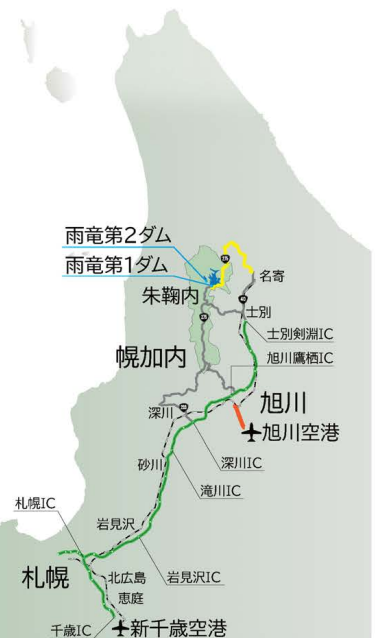 雨竜第2ダム
雨竜第1ダム
朱鞠内
名寄
士別
士別剣淵IC
幌加内
旭川鷹栖IC
旭川
旭川空港
深川
深川IC
砂川
滝川IC
札幌IC
岩見沢
岩見沢IC
札幌
北広島
恵庭
千歳IC
新千歳空港